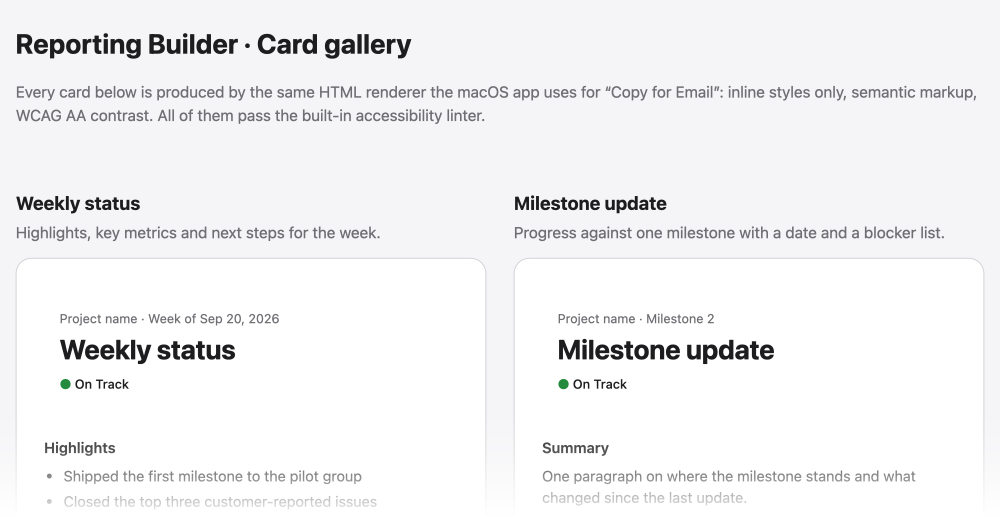 Reporting Builder · Card gallery
Every card below is produced by the same HTML renderer the macOS app uses for “Copy for Email”: inline styles only, semantic markup,
WCAG AA contrast. All of them pass the built-in accessibility linter.
Weekly status
Highlights, key metrics and next steps for the week.
Project name · Week of Sep 20, 2026
Weekly status
On Track
Highlights
• Shipped the first milestone to the pilot group
• Closed the top three customer-reported issues
Milestone update
Progress against one milestone with a date and a blocker list.
Project name · Milestone 2
Milestone update
On Track
Summary
One paragraph on where the milestone stands and what
changed since the last update.